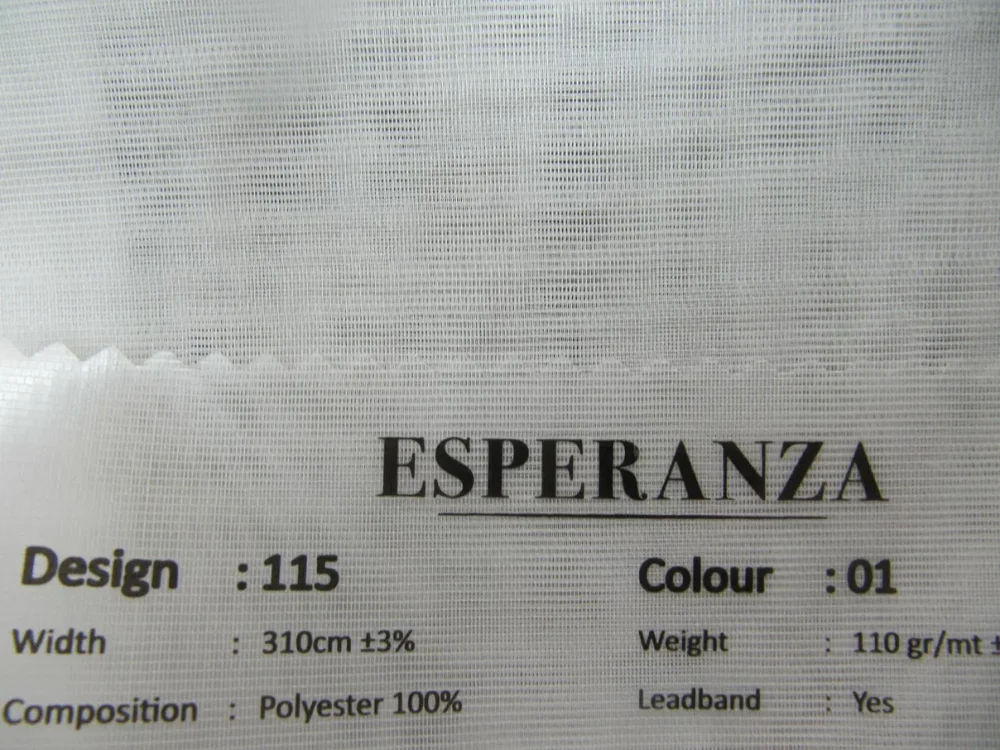 ESPERANZA
Design : 115 Colour : 01
Width : 310cm ±3% Weight : 110 gr/mt ±
Composition : Polyester 100% Leadband : Yes